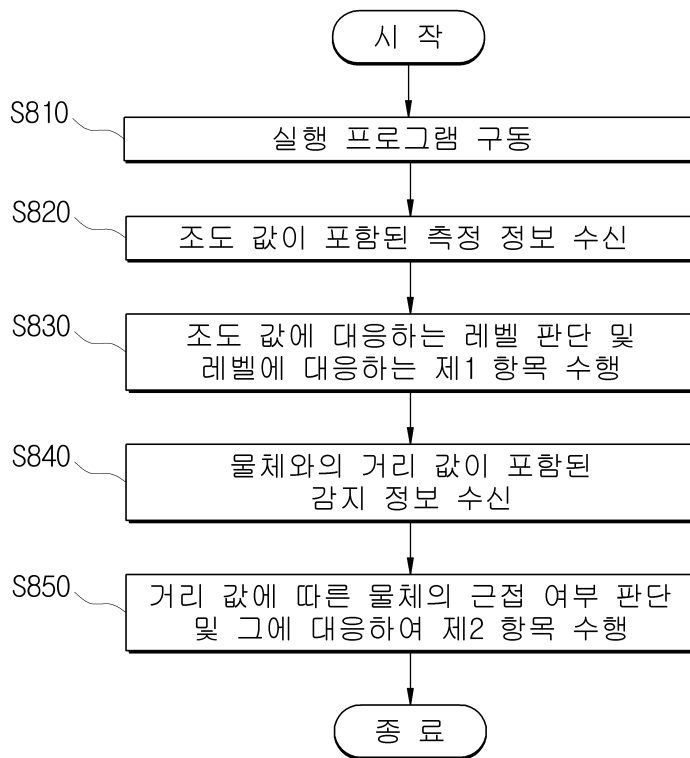 시 작
S810
실행 프로그램 구동
S820
조도 값이 포함된 측정 정보 수신
S830
조도 값에 대응하는 레벨 판단 및
레벨에 대응하는 제1 항목 수행
S840
물체와의 거리 값이 포함된
감지 정보 수신
S850
거리 값에 따른 물체의 근접 여부 판단
및 그에 대응하여 제2 항목 수행
종 료